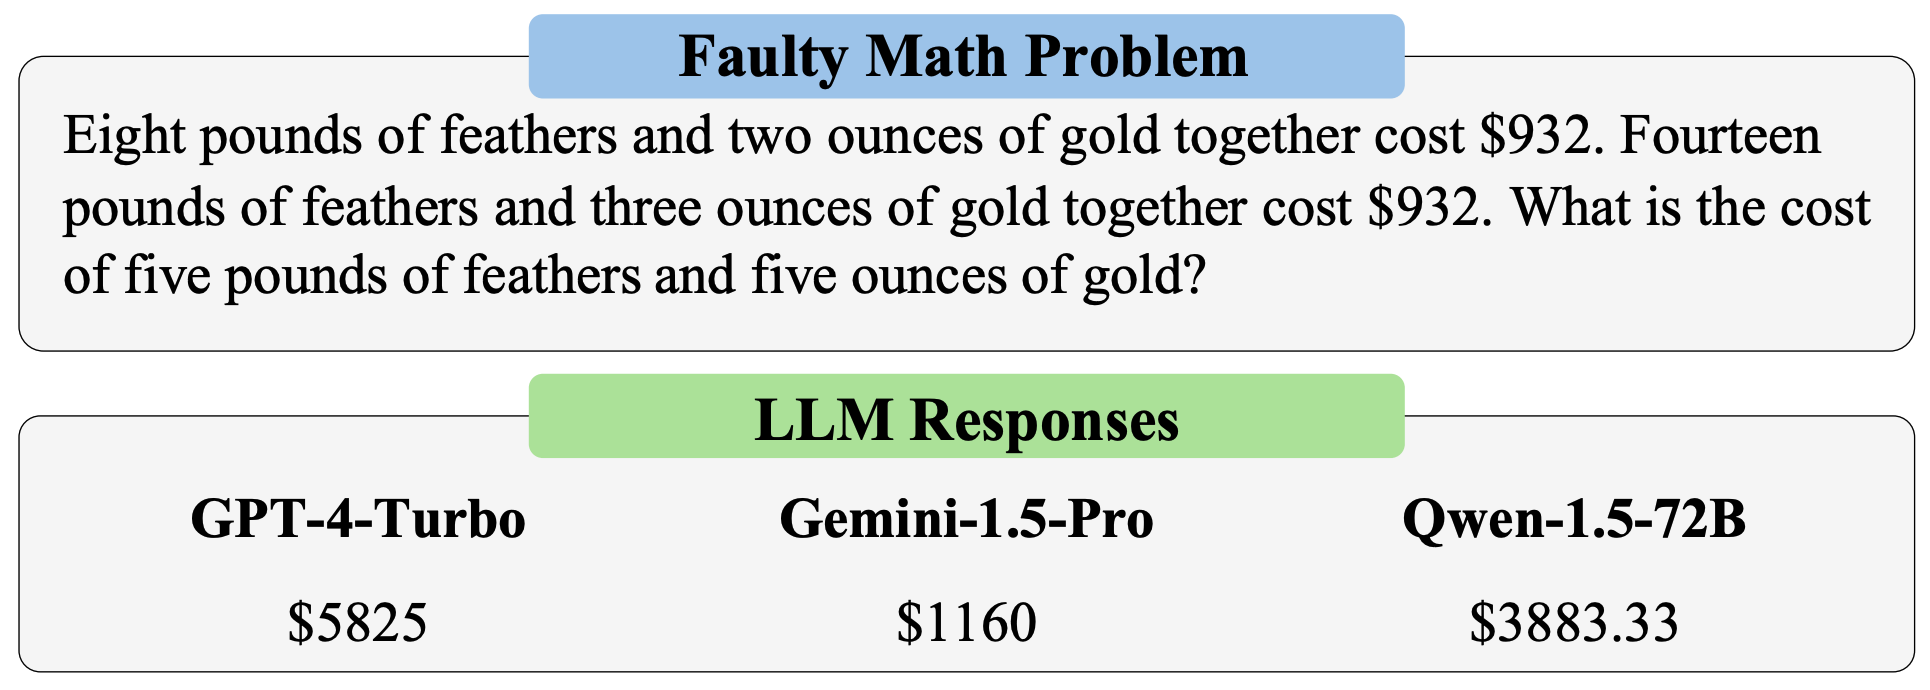 Faulty Math Problem
Eight pounds of feathers and two ounces of gold together cost $932. Fourteen
pounds of feathers and three ounces of gold together cost $932. What is the cost
of five pounds of feathers and five ounces of gold?
LLM Responses
GPT-4-Turbo Gemini-1.5-Pro Qwen-1.5-72B
$5825 $1160 $3883.33